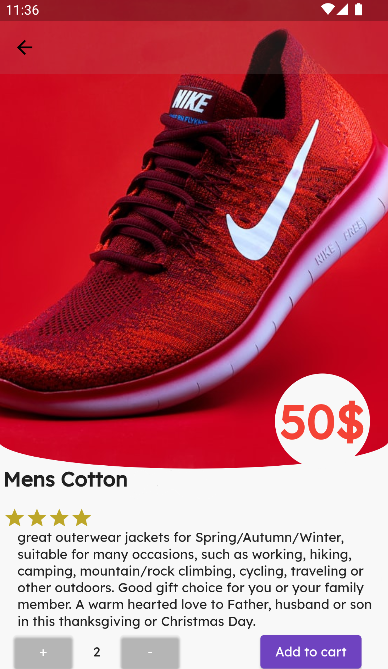 11:36
NIKE
NIKE FREE
50$
Mens Cotton
great outerwear jackets for Spring/Autumn/Winter,
suitable for many occasions, such as working, hiking,
camping, mountain/rock climbing, cycling, traveling or
other outdoors. Good gift choice for you or your family
member. A warm hearted love to Father, husband or son
in this thanksgiving or Christmas Day.
+ 2 - Add to cart